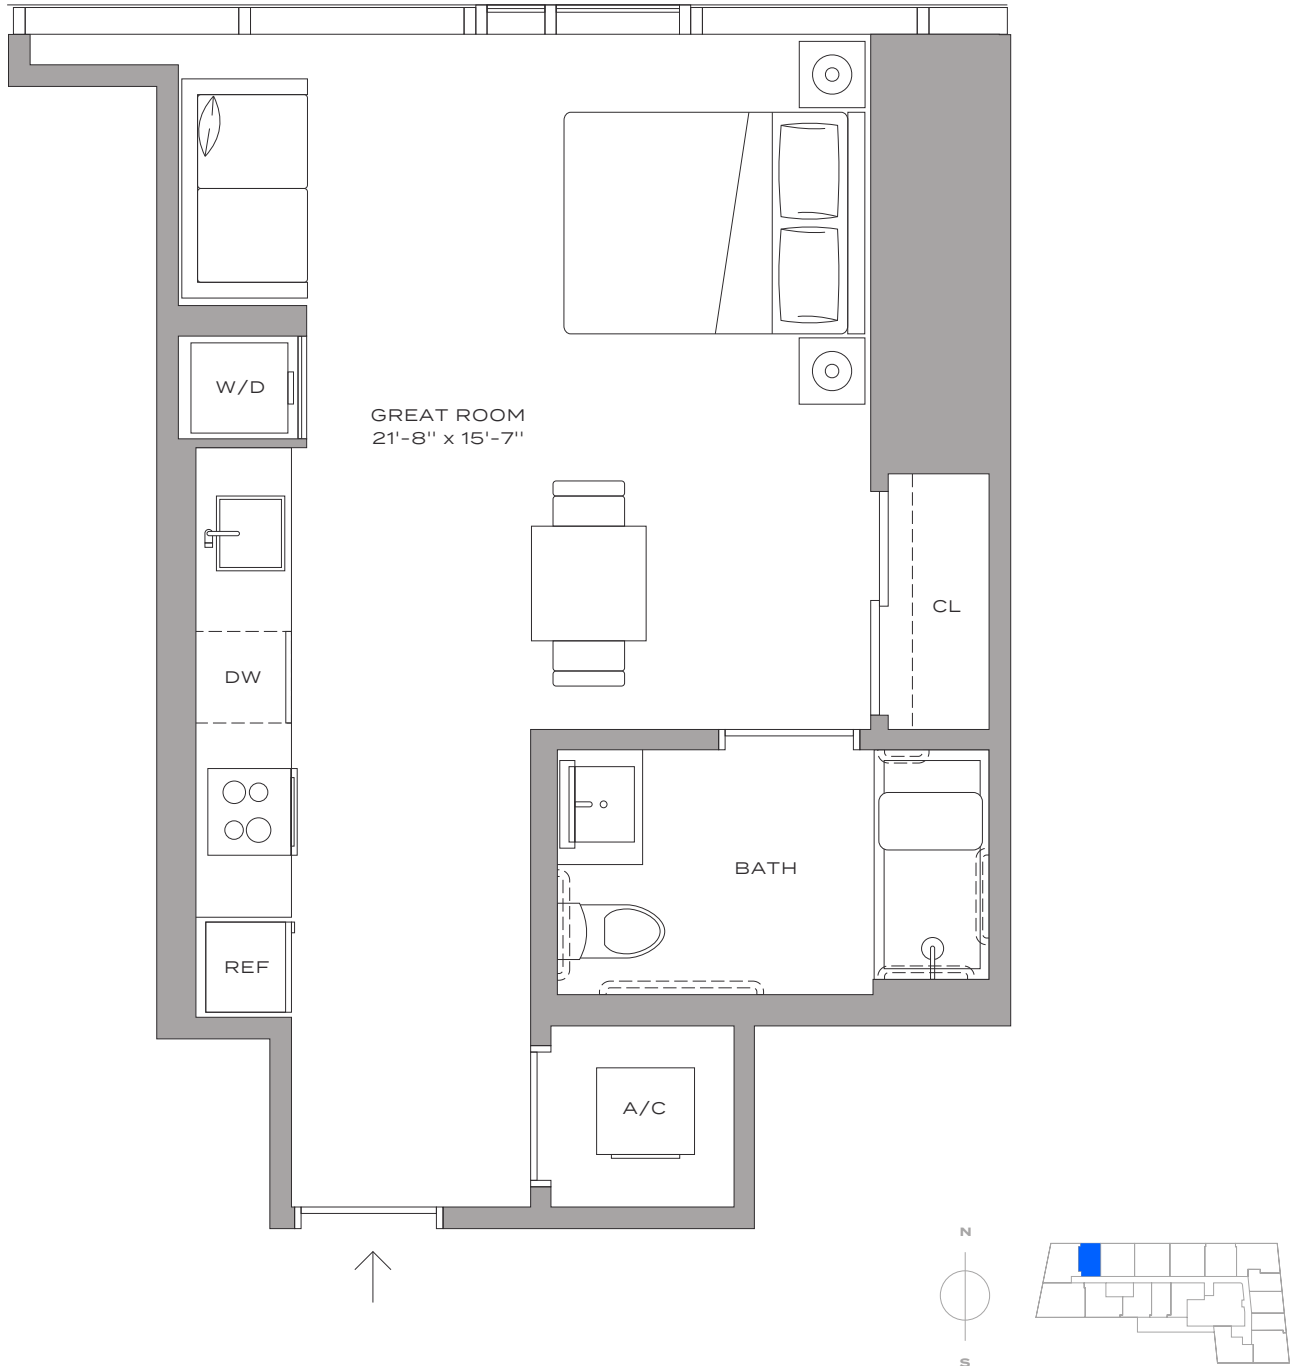 W/D
GREAT ROOM
21'-8" x 15'-7"
CL
DW
BATH
REF
A/C
N
S